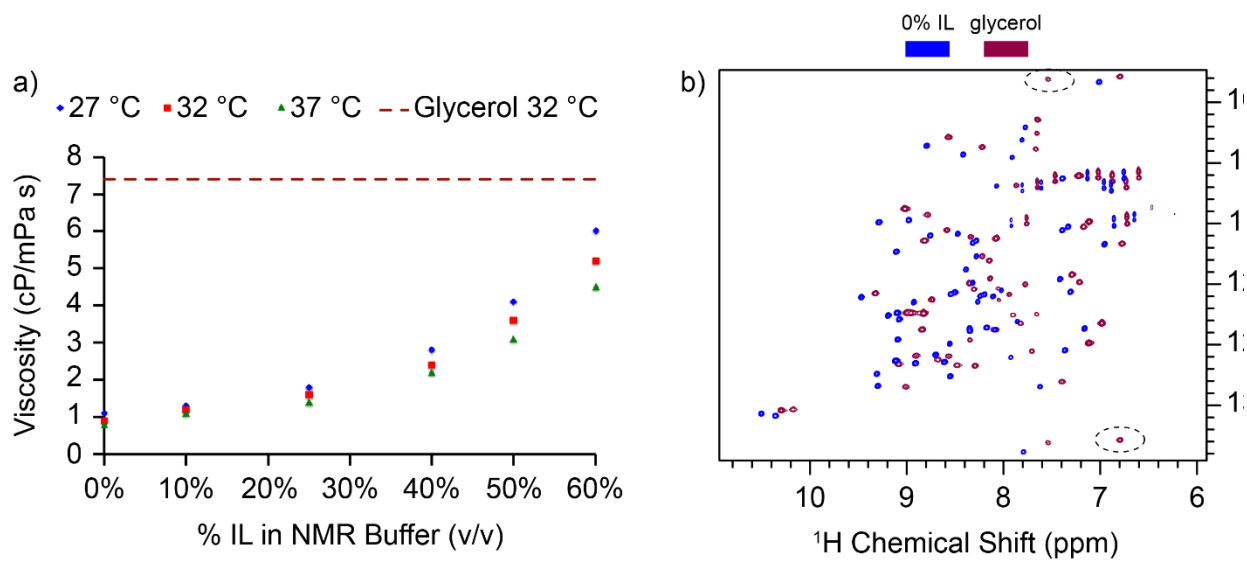 0% IL glycerol
a)
27 °C 32 °C 37 °C Glycerol 32 °C
Viscosity (cP/mPa s)
8
7
6
5
4
3
2
1
0
0% 10% 20% 30% 40% 50% 60%
% IL in NMR Buffer (v/v)
b)
10 9 8 7 6
¹H Chemical Shift (ppm)